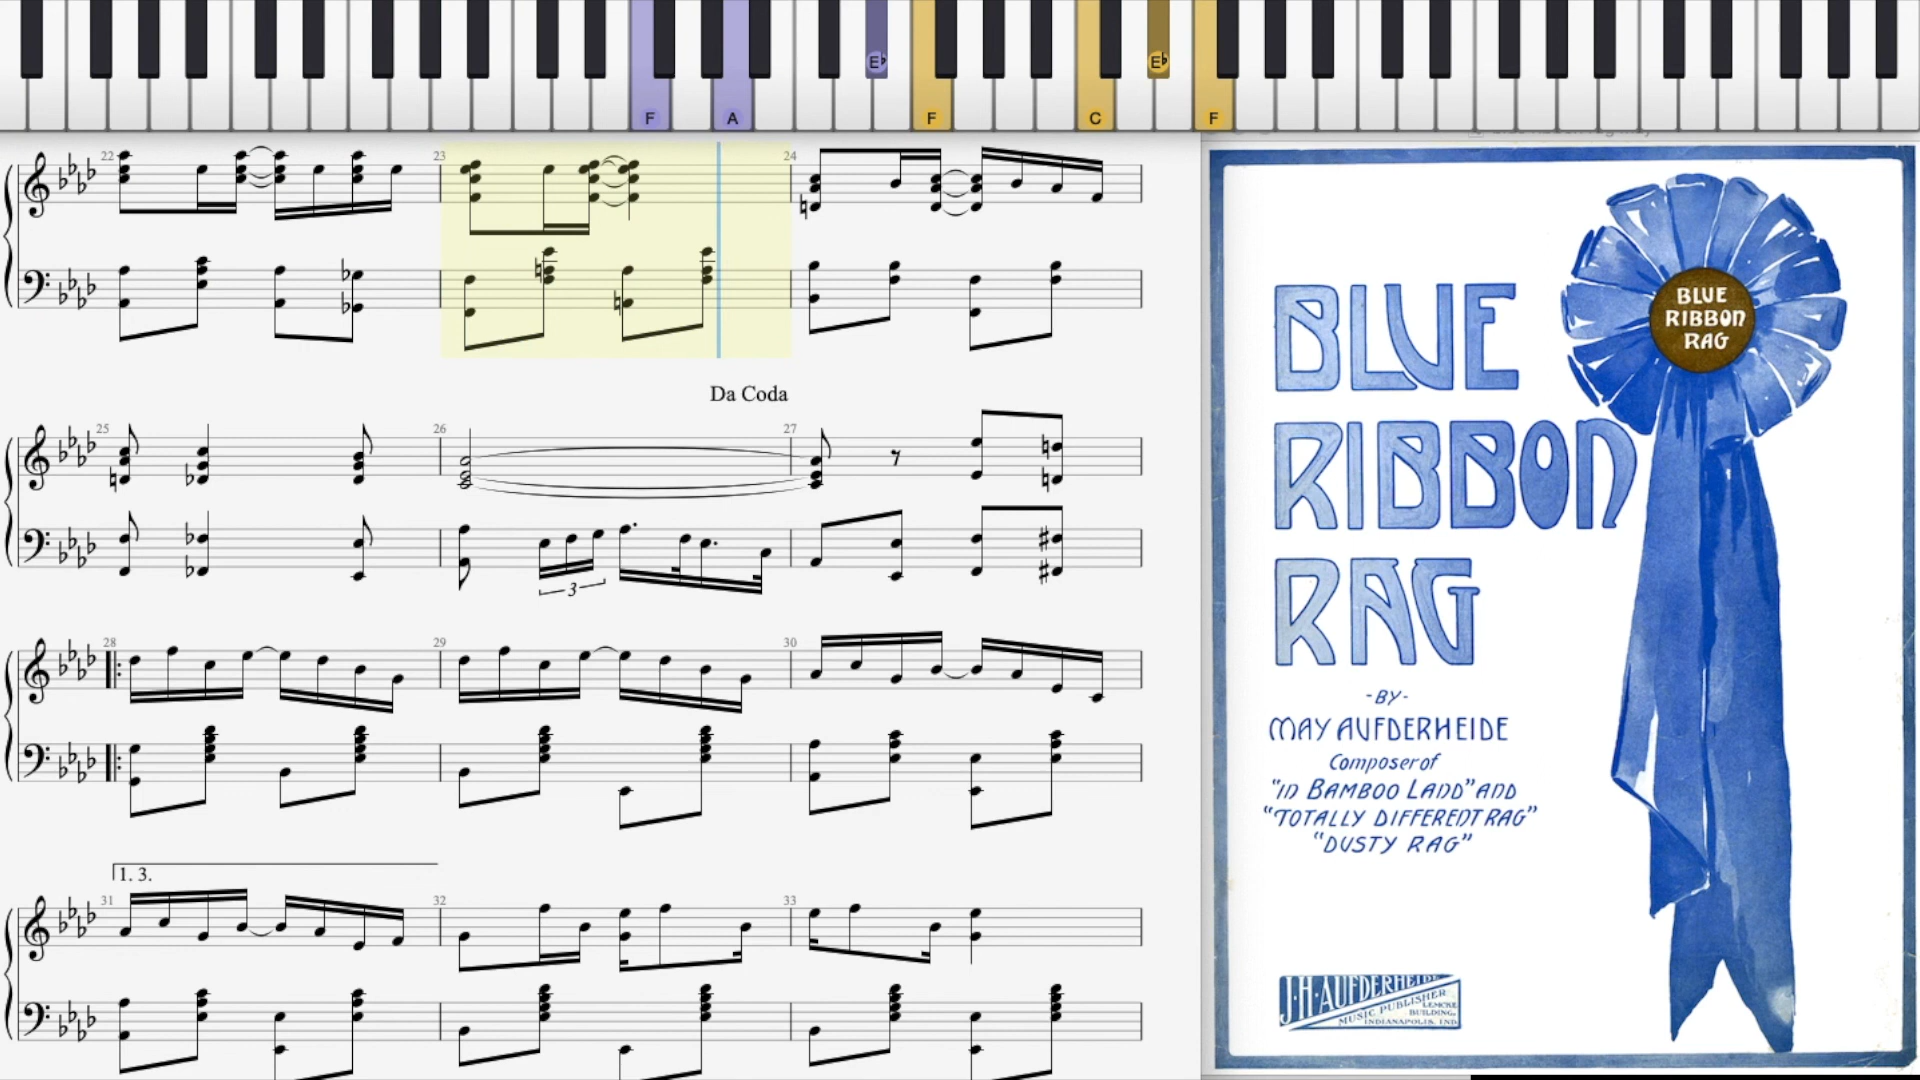 E♭
E♭
F
A
F
C
F
22
23
24
Da Coda
25
26
27
3
28
29
30
1. 3.
31
32
33
BLUE
RIBBON
RAG
BLUE
RIBBON
RAG
-BY-
MAY AUFDERHEIDE
Composer of
"IN BAMBOO LAND" AND
"TOTALLY DIFFERENT RAG"
"DUSTY RAG"
J·H·AUFDERHEIDE
MUSIC PUBLISHER
LEMCKE
BUILDING,
INDIANAPOLIS, IND.